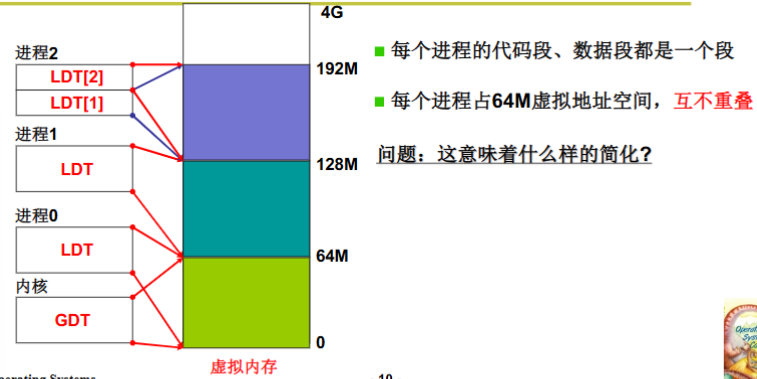 4G
进程2
LDT[2]
LDT[1]
192M
进程1
LDT
128M
进程0
LDT
64M
内核
GDT
0
虚拟内存
每个进程的代码段、数据段都是一个段
每个进程占64M虚拟地址空间，互不重叠
问题：这意味着什么样的简化?
Operating Systems
10